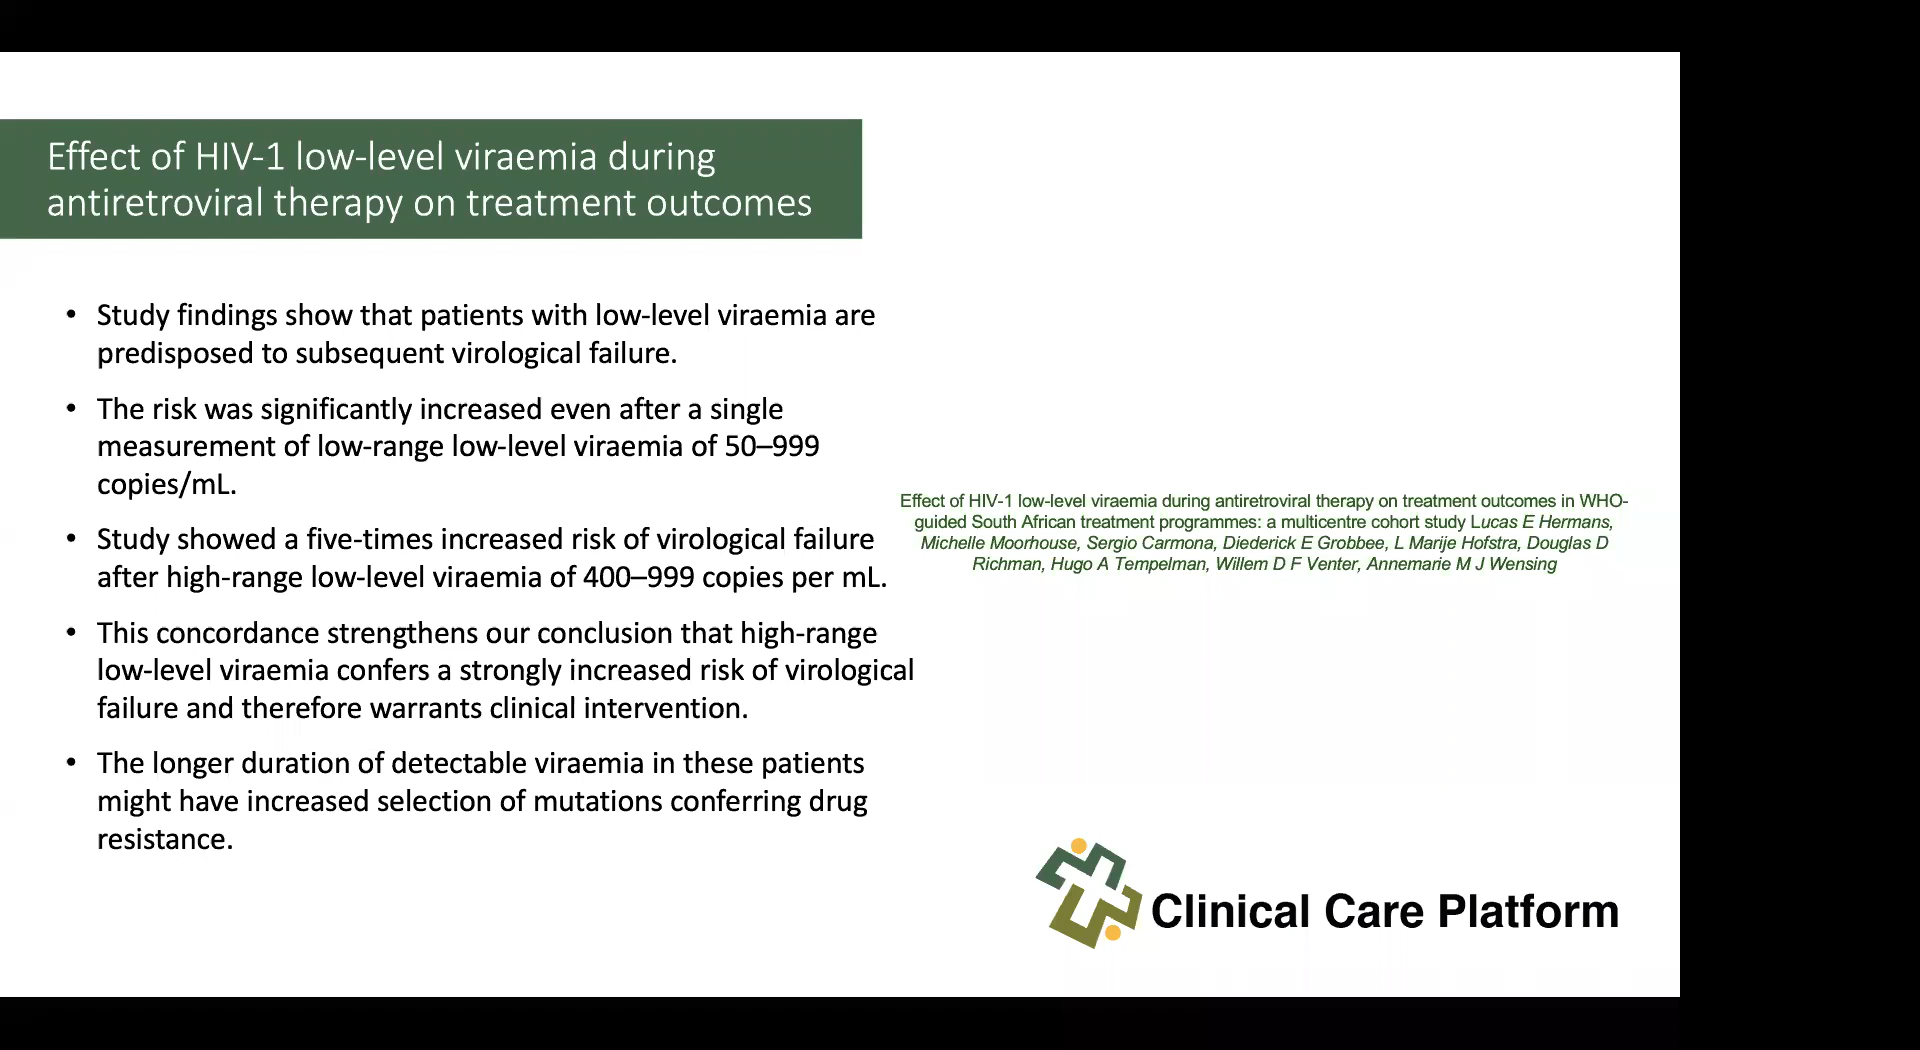 Effect of HIV-1 low-level viraemia during
antiretroviral therapy on treatment outcomes
• Study findings show that patients with low-level viraemia are
predisposed to subsequent virological failure.
• The risk was significantly increased even after a single
measurement of low-range low-level viraemia of 50–999
copies/mL.
• Study showed a five-times increased risk of virological failure
after high-range low-level viraemia of 400–999 copies per mL.
• This concordance strengthens our conclusion that high-range
low-level viraemia confers a strongly increased risk of virological
failure and therefore warrants clinical intervention.
• The longer duration of detectable viraemia in these patients
might have increased selection of mutations conferring drug
resistance.
Effect of HIV-1 low-level viraemia during antiretroviral therapy on treatment outcomes in WHO-
guided South African treatment programmes: a multicentre cohort study Lucas E Hermans,
Michelle Moorhouse, Sergio Carmona, Diederick E Grobbee, L Marije Hofstra, Douglas D
Richman, Hugo A Tempelman, Willem D F Venter, Annemarie M J Wensing
Clinical Care Platform